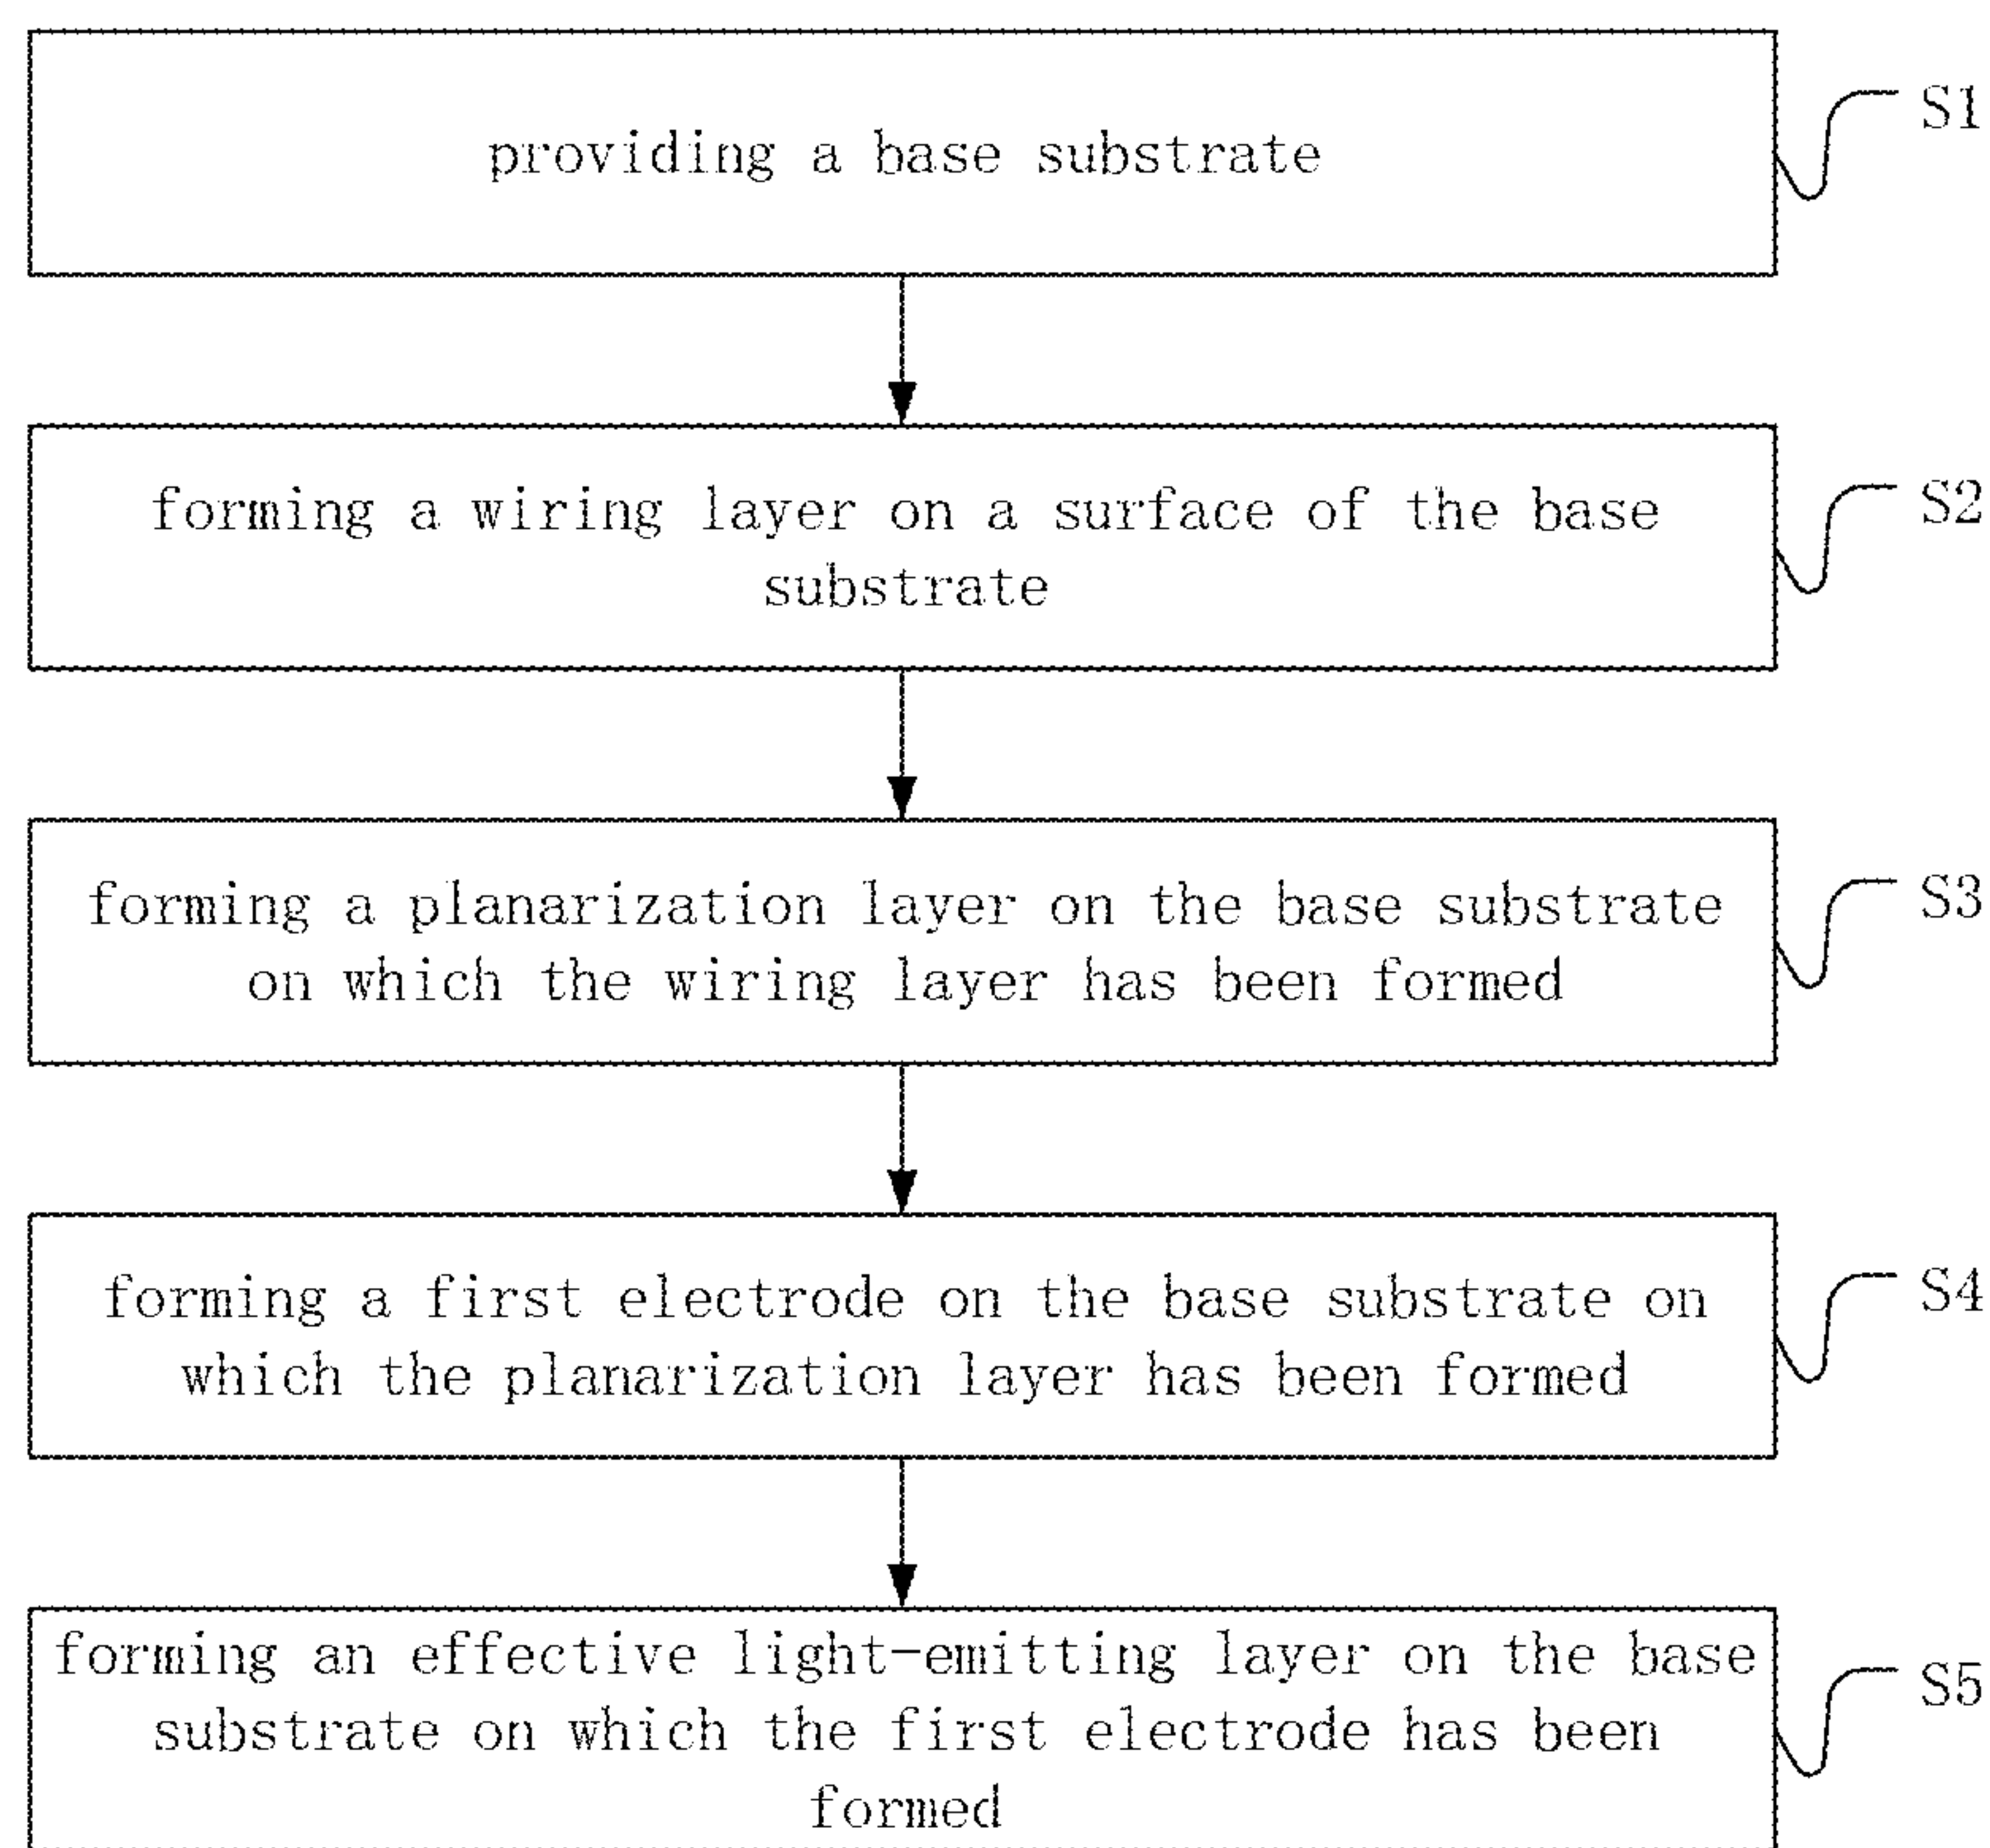 providing a base substrate
S1
forming a wiring layer on a surface of the base
substrate
S2
forming a planarization layer on the base substrate
on which the wiring layer has been formed
S3
forming a first electrode on the base substrate on
which the planarization layer has been formed
S4
forming an effective light-emitting layer on the base
substrate on which the first electrode has been
formed
S5